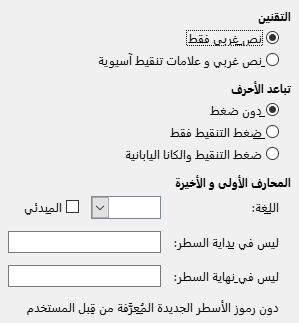 التقنين
نص غربي فقط
نص غربي و علامات تنقيط آسيوية
تباعد الأحرف
دون ضغط
ضغط التنقيط فقط
ضغط التنقيط والكانا اليابانية
المحارف الأولى و الأخيرة
اللغة: المبدئي
ليس في بداية السطر:
ليس في نهاية السطر:
دون رموز الأسطر الجديدة المُعرَّفة من قِبل المستخدم